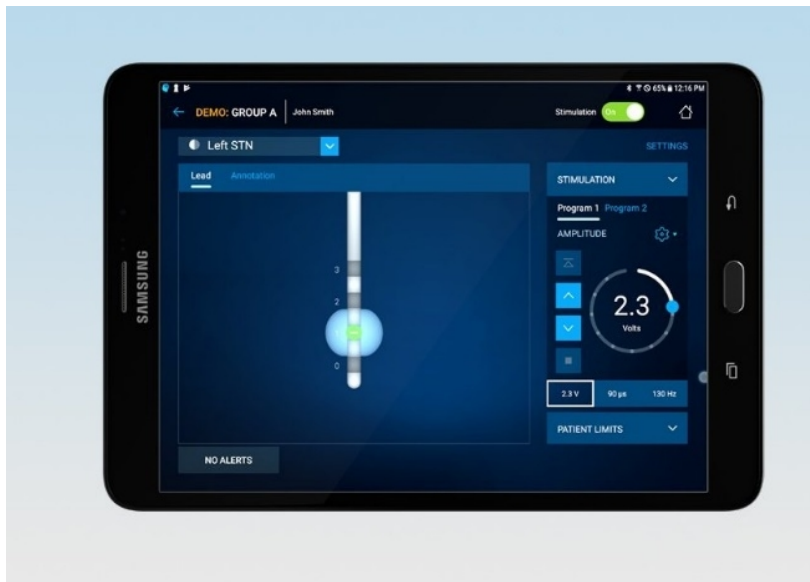 65% 12:16 PM
DEMO: GROUP A John Smith
Stimulation On
Left STN
SETTINGS
Lead Annotation
STIMULATION
Program 1 Program 2
AMPLITUDE
3
2
0
2.3
Volts
2.3 V 90 µs 130 Hz
PATIENT LIMITS
NO ALERTS
SAMSUNG